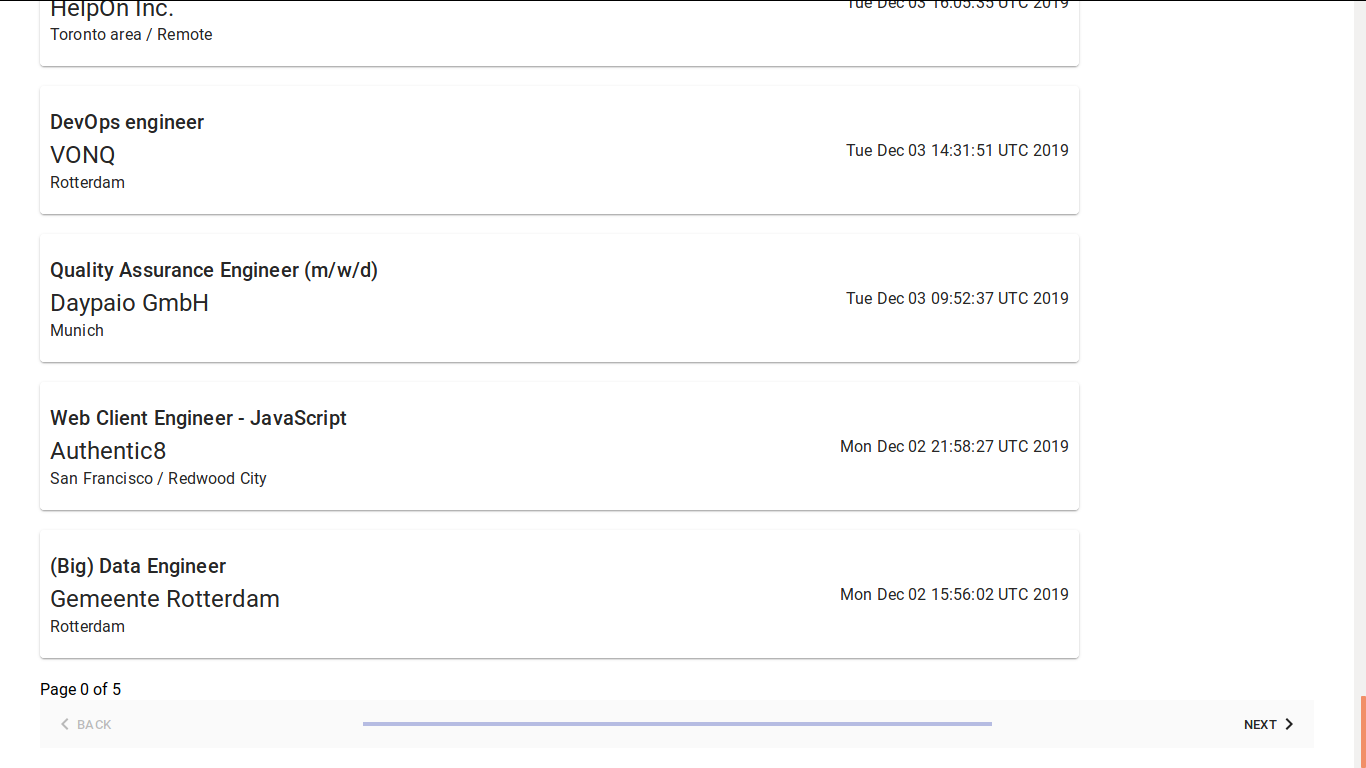 HelpOn Inc.
Tue Dec 03 16:05:35 UTC 2019
Toronto area / Remote
DevOps engineer
VONQ
Tue Dec 03 14:31:51 UTC 2019
Rotterdam
Quality Assurance Engineer (m/w/d)
Daypaio GmbH
Tue Dec 03 09:52:37 UTC 2019
Munich
Web Client Engineer - JavaScript
Authentic8
Mon Dec 02 21:58:27 UTC 2019
San Francisco / Redwood City
(Big) Data Engineer
Gemeente Rotterdam
Mon Dec 02 15:56:02 UTC 2019
Rotterdam
Page 0 of 5
BACK
NEXT